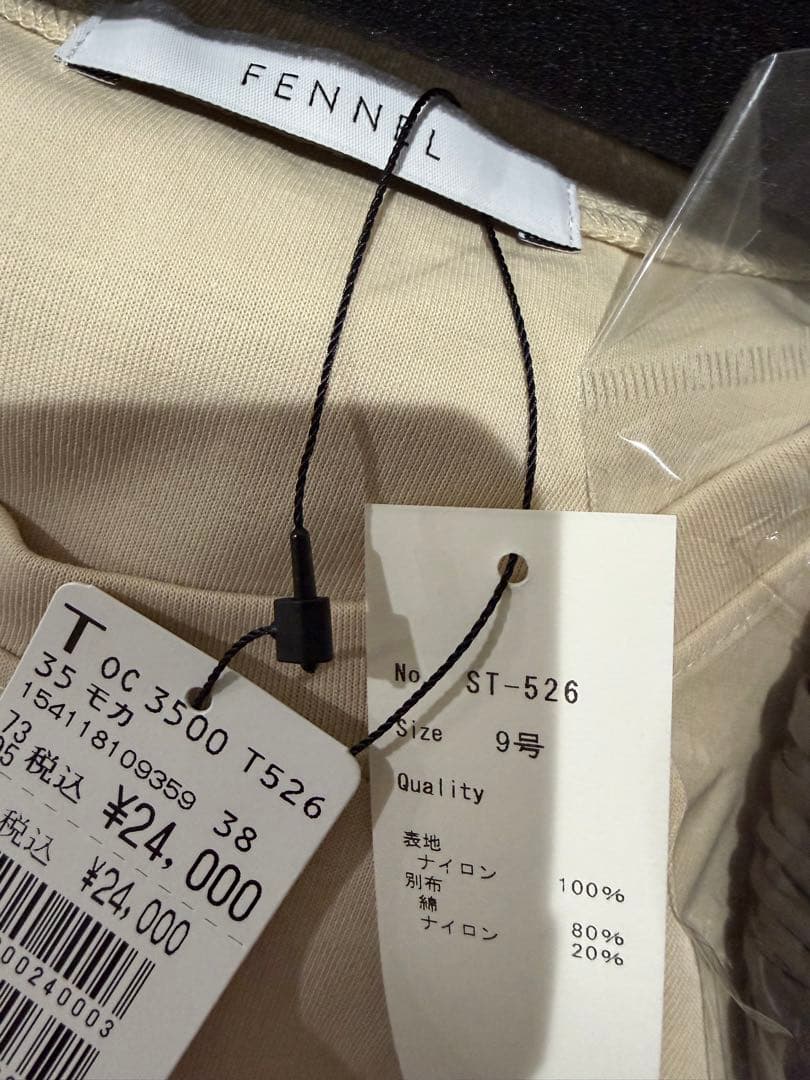 FENNEL
T OC 3500 T526
35 モカ
154118109359 38
73
05 税込 ¥24,000
税込 ¥24,000
00240003
No. ST-526
Size 9号
Quality
表地
ナイロン 100%
別布
綿 80%
ナイロン 20%